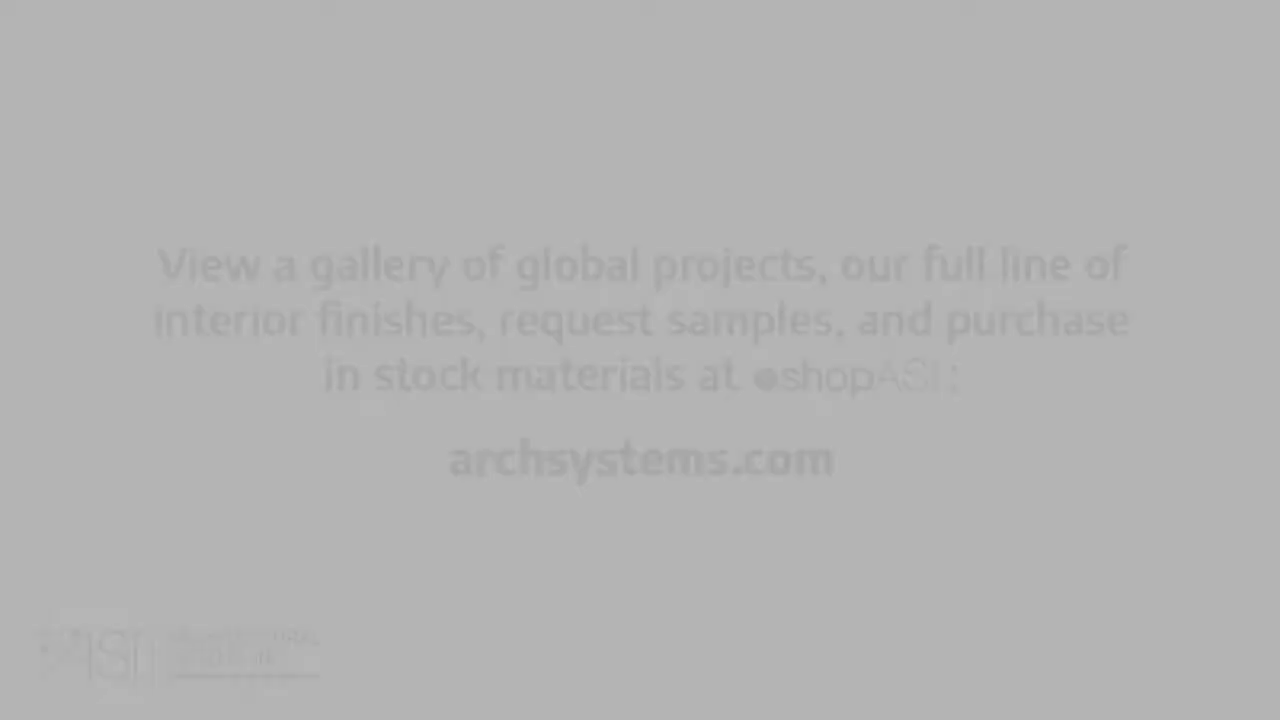 View a gallery of global projects, our full line of
interior finishes, request samples, and purchase
in stock materials at eshopASI:
archsystems.com
ASI